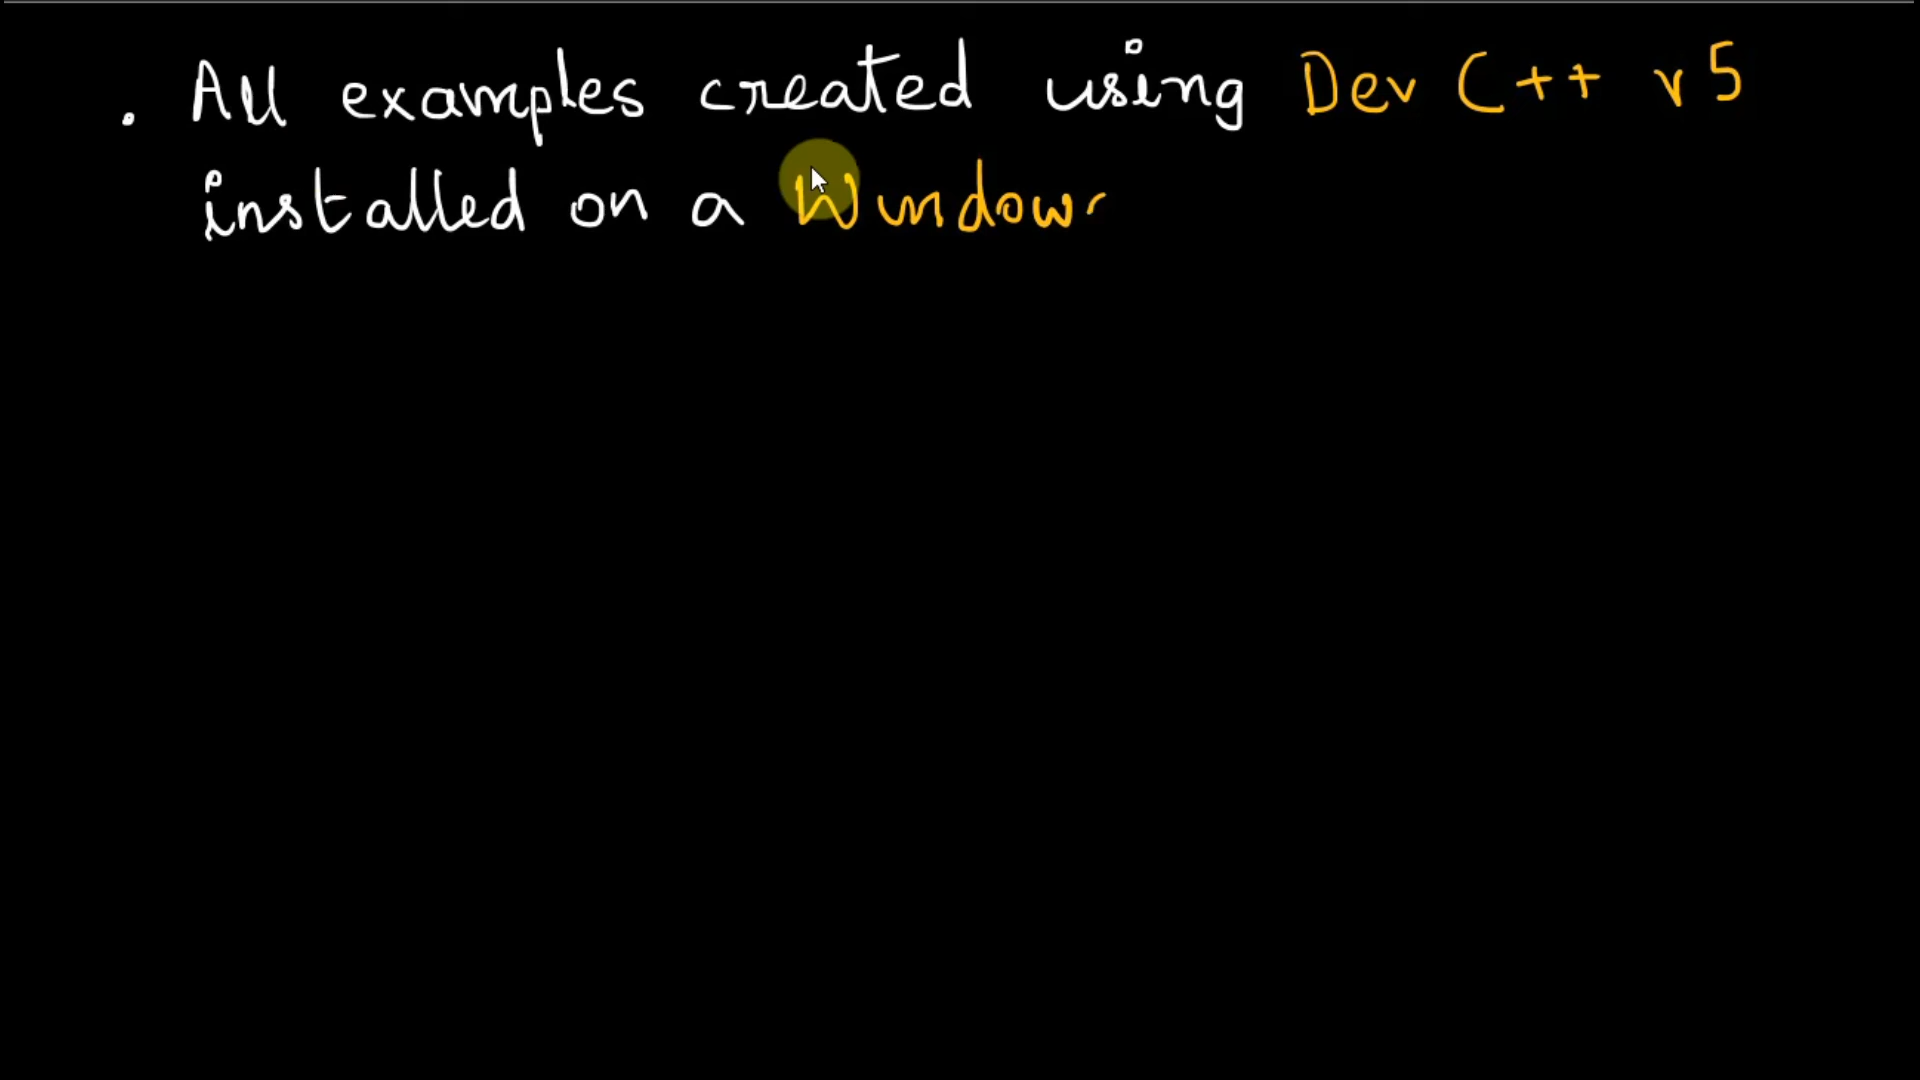 . All examples created using Dev C++ v5
installed on a Window